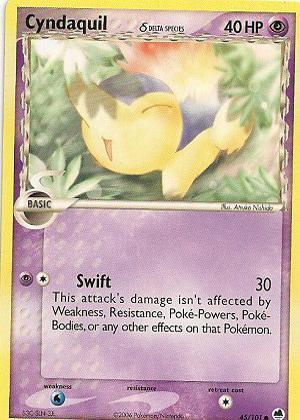 Cyndaquil δ DELTA SPECIES 40 HP
Illus. Atsuko Nishida
BASIC
Swift 30
This attack's damage isn't affected by
Weakness, Resistance, Poké-Powers, Poké-
Bodies, or any other effects on that Pokémon.
weakness resistance retreat cost
©2006 Pokémon/Nintendo 45/101